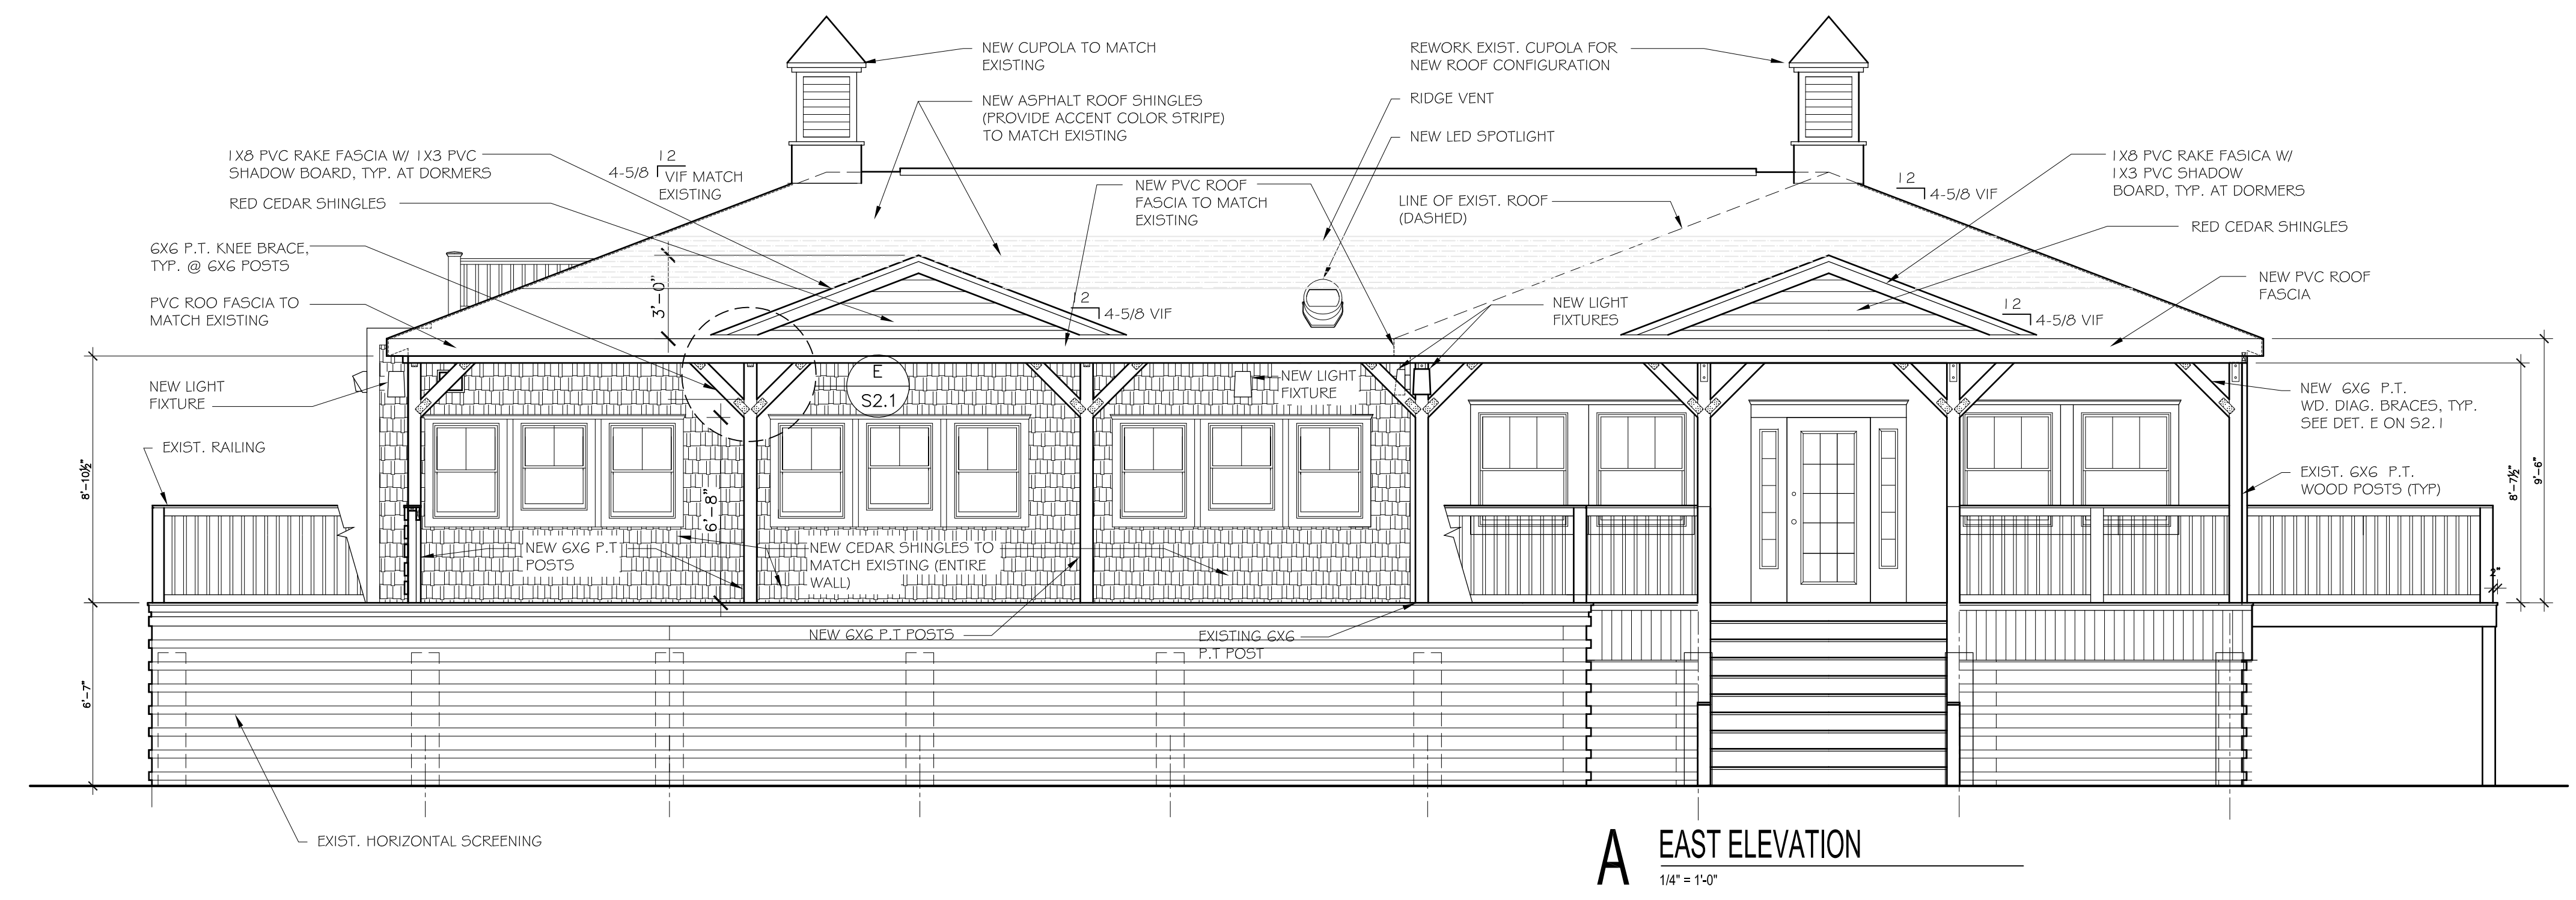 NEW CUPOLA TO MATCH
EXISTING
REWORK EXIST. CUPOLA FOR
NEW ROOF CONFIGURATION
NEW ASPHALT ROOF SHINGLES
(PROVIDE ACCENT COLOR STRIPE)
TO MATCH EXISTING
RIDGE VENT
NEW LED SPOTLIGHT
1X8 PVC RAKE FASCIA W/ 1X3 PVC
SHADOW BOARD, TYP. AT DORMERS
12
4-5/8
VIF MATCH
EXISTING
RED CEDAR SHINGLES
NEW PVC ROOF
FASCIA TO MATCH
EXISTING
LINE OF EXIST. ROOF
(DASHED)
12
4-5/8 VIF
1X8 PVC RAKE FASICA W/
1X3 PVC SHADOW
BOARD, TYP. AT DORMERS
RED CEDAR SHINGLES
6X6 P.T. KNEE BRACE,
TYP. @ 6X6 POSTS
PVC ROO FASCIA TO
MATCH EXISTING
3'-0"
12
4-5/8 VIF
NEW LIGHT
FIXTURES
12
4-5/8 VIF
NEW PVC ROOF
FASCIA
NEW LIGHT
FIXTURE
E
S2.1
NEW LIGHT
FIXTURE
NEW 6X6 P.T.
WD. DIAG. BRACES, TYP.
SEE DET. E ON S2.1
EXIST. RAILING
8'-10½"
6'-8"
EXIST. 6X6 P.T.
WOOD POSTS (TYP)
8'-7½"
9'-6"
2"
NEW 6X6 P.T
POSTS
NEW CEDAR SHINGLES TO
MATCH EXISTING (ENTIRE
WALL)
NEW 6X6 P.T POSTS
EXISTING 6X6
P.T POST
6'-7"
EXIST. HORIZONTAL SCREENING
A
EAST ELEVATION
1/4" = 1'-0"